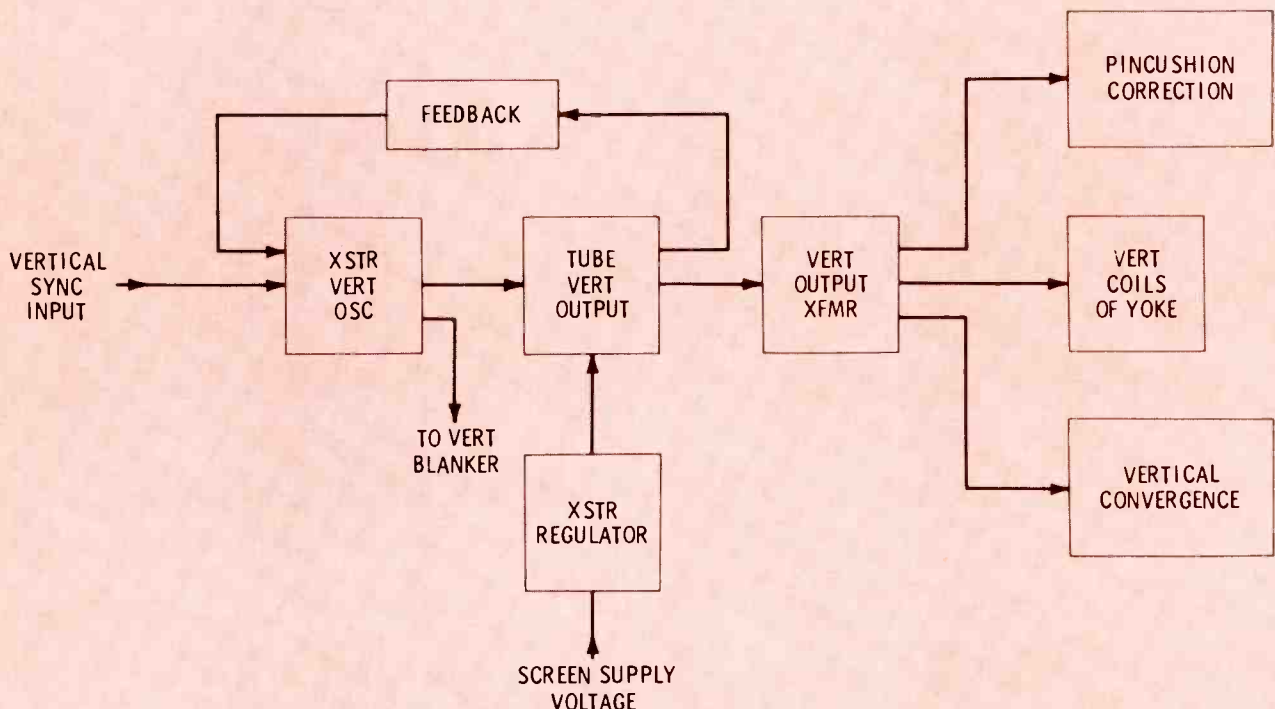 PINCUSHION
CORRECTION
FEEDBACK
VERTICAL
SYNC
INPUT
XSTR
VERT
OSC
TUBE
VERT
OUTPUT
VERT
OUTPUT
XFMR
VERT
COILS
OF YOKE
TO VERT
BLANKER
XSTR
REGULATOR
VERTICAL
CONVERGENCE
SCREEN SUPPLY
VOLTAGE